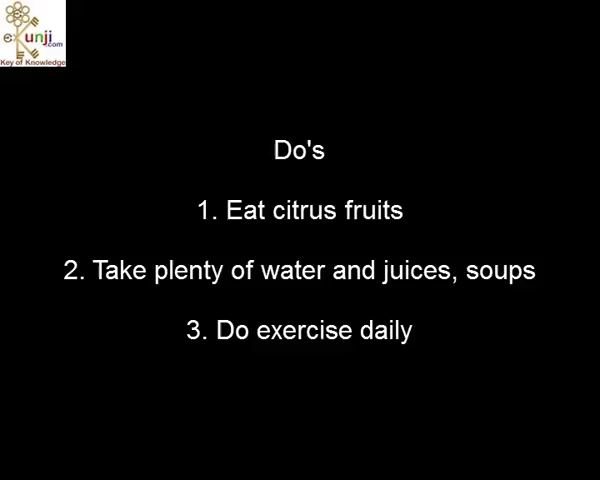 eKunji
.com
Key of Knowledge
Do's
1. Eat citrus fruits
2. Take plenty of water and juices, soups
3. Do exercise daily